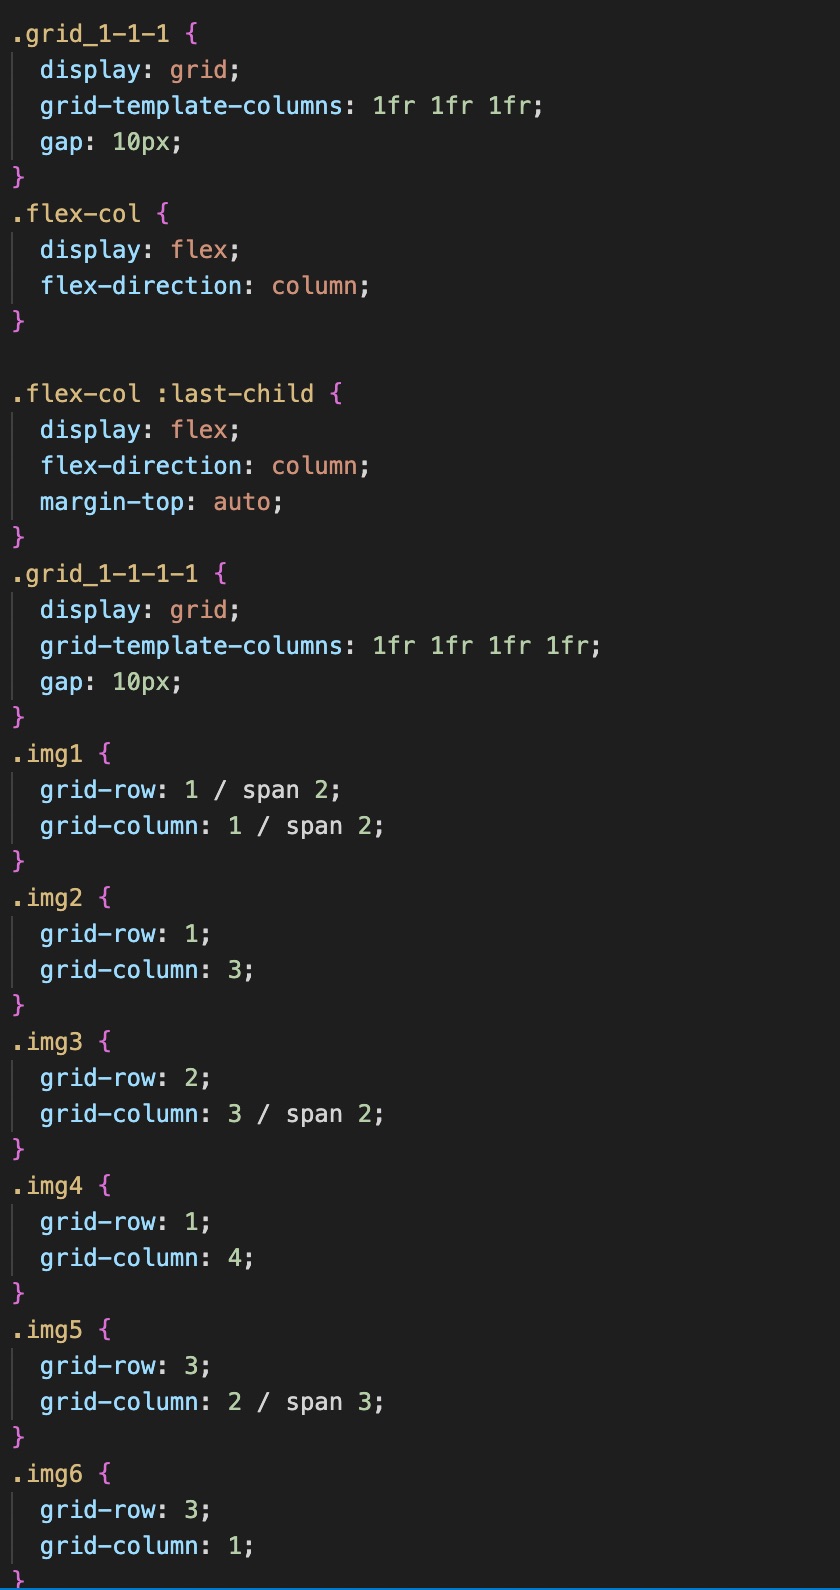 .grid_1-1-1 {
  display: grid;
  grid-template-columns: 1fr 1fr 1fr;
  gap: 10px;
}
.flex-col {
  display: flex;
  flex-direction: column;
}

.flex-col :last-child {
  display: flex;
  flex-direction: column;
  margin-top: auto;
}
.grid_1-1-1-1 {
  display: grid;
  grid-template-columns: 1fr 1fr 1fr 1fr;
  gap: 10px;
}
.img1 {
  grid-row: 1 / span 2;
  grid-column: 1 / span 2;
}
.img2 {
  grid-row: 1;
  grid-column: 3;
}
.img3 {
  grid-row: 2;
  grid-column: 3 / span 2;
}
.img4 {
  grid-row: 1;
  grid-column: 4;
}
.img5 {
  grid-row: 3;
  grid-column: 2 / span 3;
}
.img6 {
  grid-row: 3;
  grid-column: 1;
}